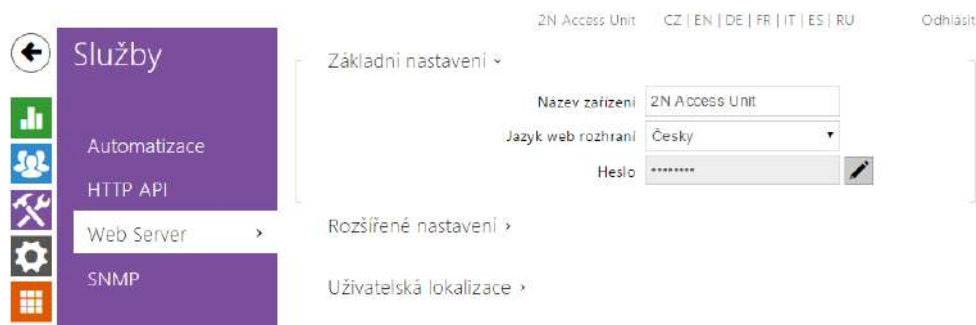 2N Access Unit CZ | EN | DE | FR | IT | ES | RU Odhlásit
Služby
Automatizace
HTTP API
Web Server ›
SNMP
Základní nastavení
Název zařízení 2N Access Unit
Jazyk web rozhraní Česky
Heslo ••••••••
Rozšířené nastavení ›
Uživatelská lokalizace ›